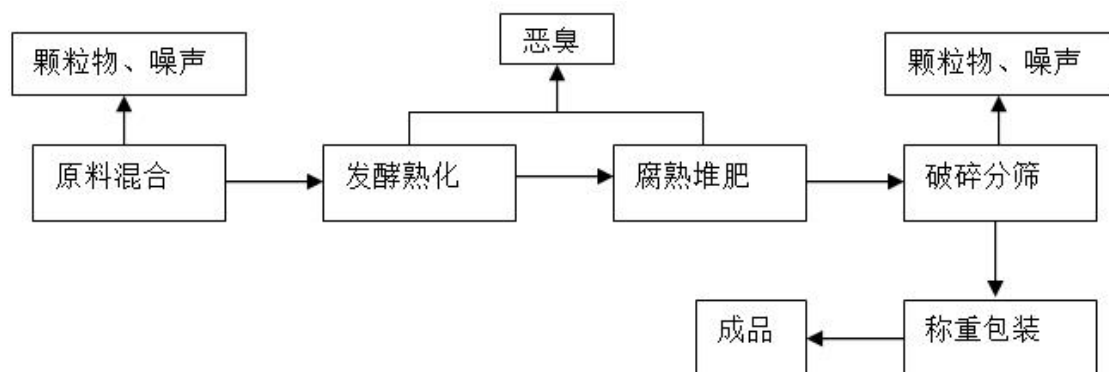 恶臭
颗粒物、噪声
颗粒物、噪声
原料混合
发酵熟化
腐熟堆肥
破碎分筛
成品
称重包装